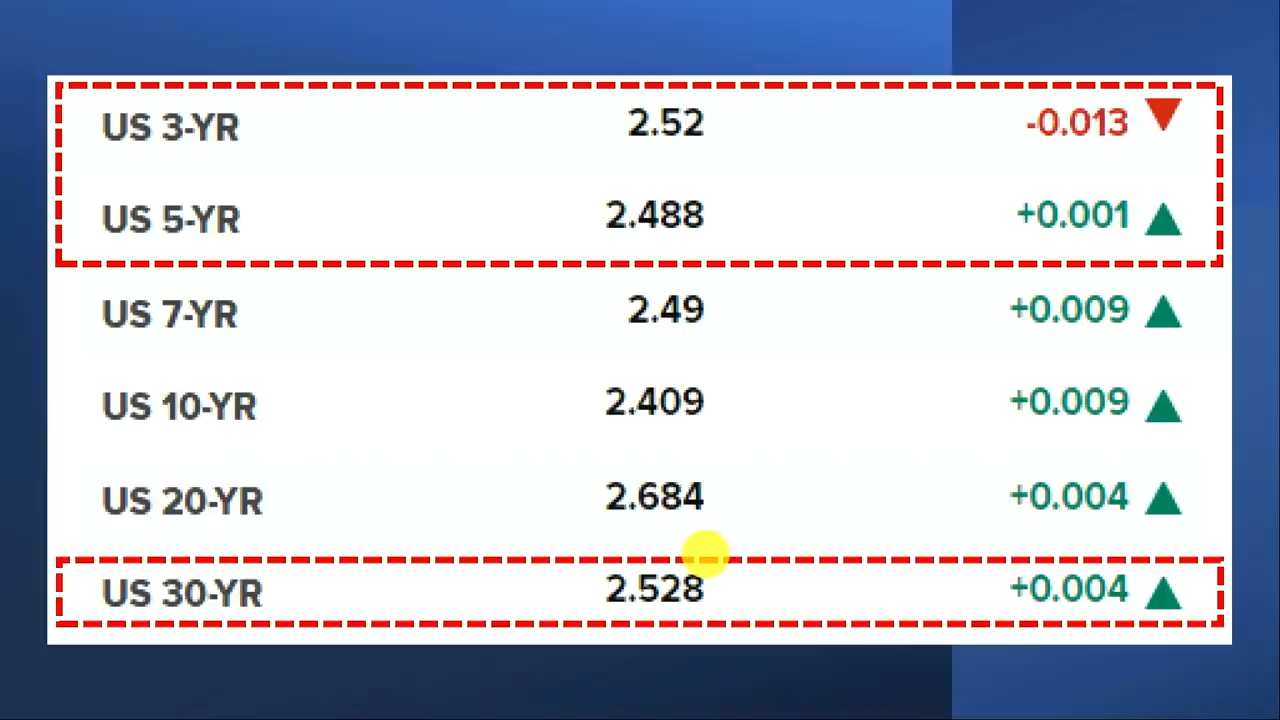 US 3-YR 2.52 -0.013
US 5-YR 2.488 +0.001
US 7-YR 2.49 +0.009
US 10-YR 2.409 +0.009
US 20-YR 2.684 +0.004
US 30-YR 2.528 +0.004